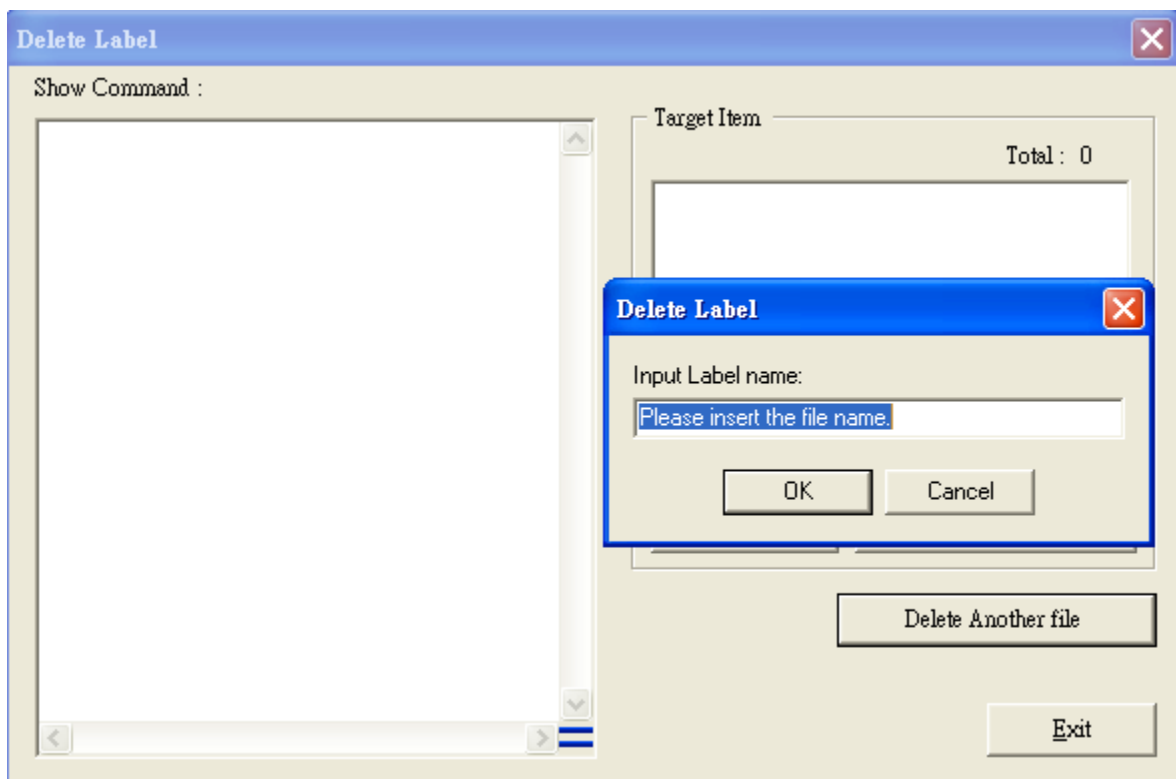 Delete Label
Show Command :
Target Item
Total : 0
Delete Label
Input Label name:
Please insert the file name.
OK
Cancel
Delete Another file
Exit